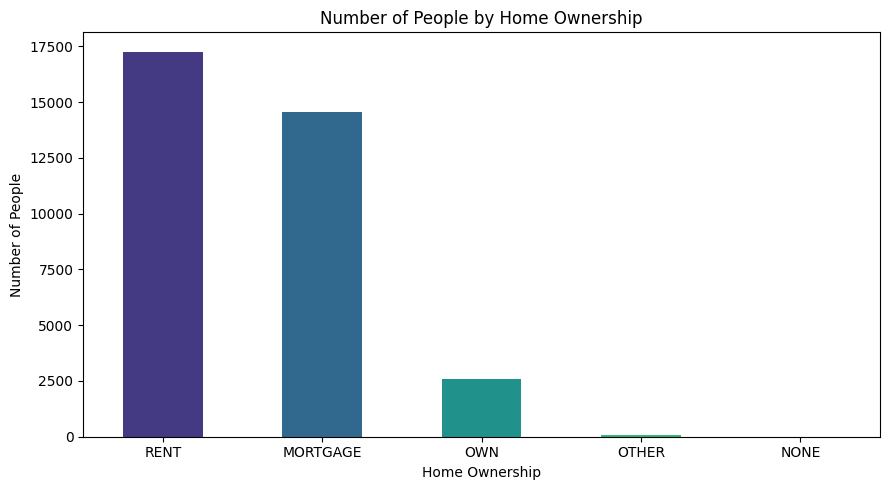 Number of People by Home Ownership
Number of People
17500
15000
12500
10000
7500
5000
2500
0
RENT
MORTGAGE
OWN
OTHER
NONE
Home Ownership